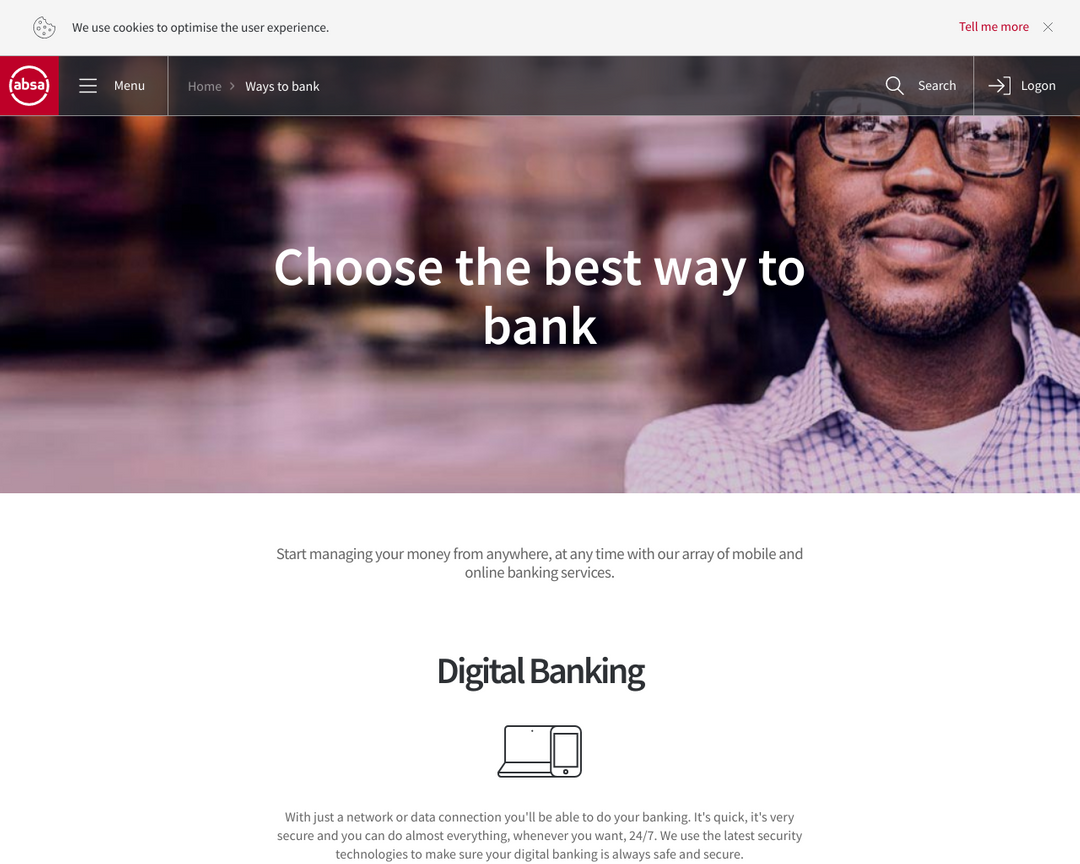 We use cookies to optimise the user experience.
Tell me more
absa
Menu
Home
Ways to bank
Search
Logon
Choose the best way to
bank
Start managing your money from anywhere, at any time with our array of mobile and
online banking services.
Digital Banking
With just a network or data connection you'll be able to do your banking. It's quick, it's very
secure and you can do almost everything, whenever you want, 24/7. We use the latest security
technologies to make sure your digital banking is always safe and secure.